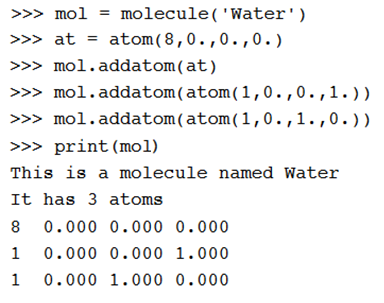 >>> mol = molecule('Water')
>>> at = atom(8,0.,0.,0.)
>>> mol.addatom(at)
>>> mol.addatom(atom(1,0.,0.,1.))
>>> mol.addatom(atom(1,0.,1.,0.))
>>> print(mol)
This is a molecule named Water
It has 3 atoms
8  0.000 0.000 0.000
1  0.000 0.000 1.000
1  0.000 1.000 0.000